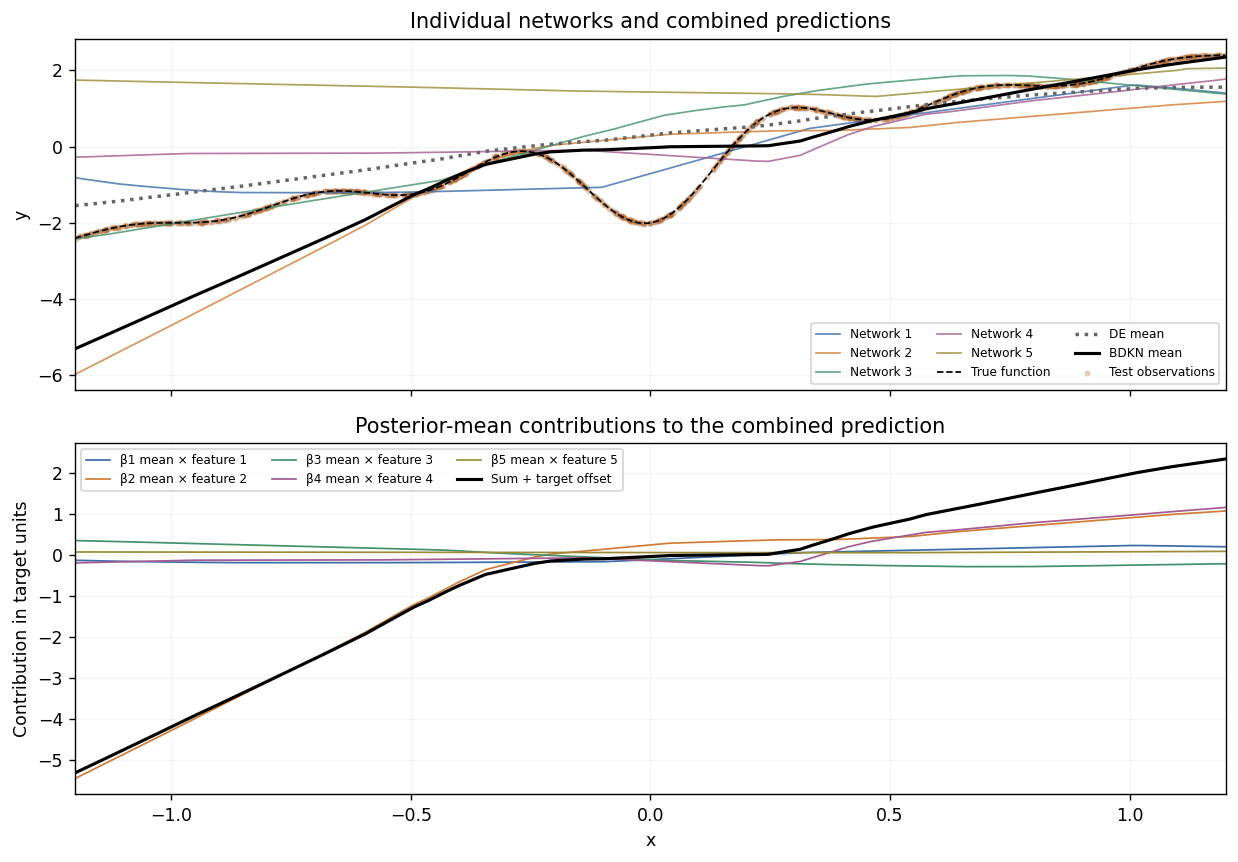 Individual networks and combined predictions
2
0
−2
−4
−6
y
Network 1
Network 2
Network 3
Network 4
Network 5
True function
DE mean
BDKN mean
Test observations
Posterior-mean contributions to the combined prediction
β1 mean × feature 1
β2 mean × feature 2
β3 mean × feature 3
β4 mean × feature 4
β5 mean × feature 5
Sum + target offset
2
1
0
−1
−2
−3
−4
−5
Contribution in target units
−1.0
−0.5
0.0
0.5
1.0
x